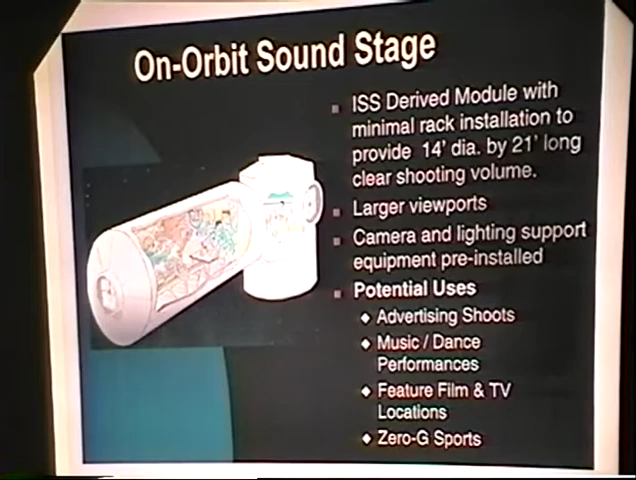 On-Orbit Sound Stage
ISS Derived Module with
minimal rack installation to
provide 14' dia. by 21' long
clear shooting volume.
Larger viewports
Camera and lighting support
equipment pre-installed
Potential Uses
Advertising Shoots
Music / Dance
Performances
Feature Film & TV
Locations
Zero-G Sports